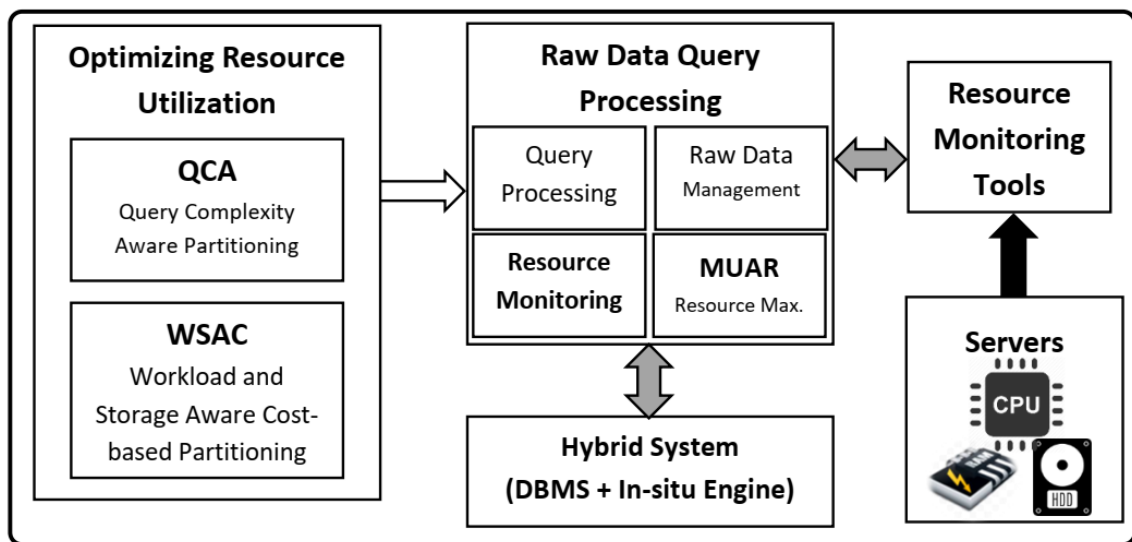 Optimizing Resource
Utilization
QCA
Query Complexity
Aware Partitioning
WSAC
Workload and
Storage Aware Cost-
based Partitioning
Raw Data Query
Processing
Query
Processing
Raw Data
Management
Resource
Monitoring
MUAR
Resource Max.
Hybrid System
(DBMS + In-situ Engine)
Resource
Monitoring
Tools
Servers
CPU
HDD